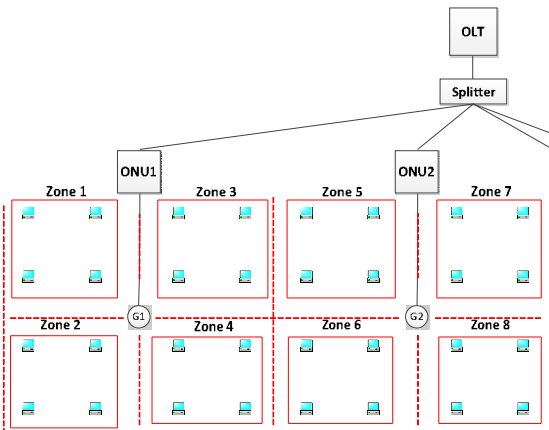 OLT
Splitter
ONU1
ONU2
Zone 1
Zone 3
Zone 5
Zone 7
G1
G2
Zone 2
Zone 4
Zone 6
Zone 8